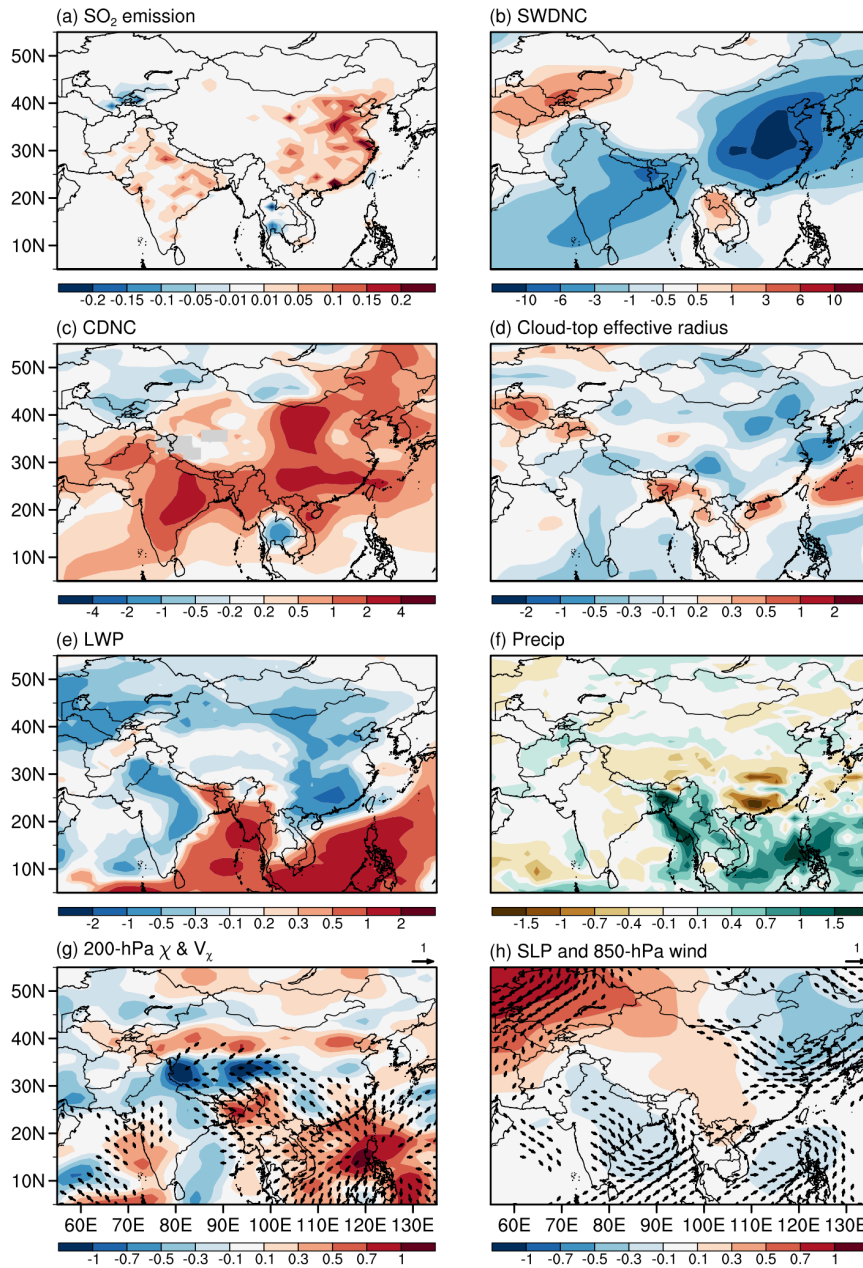 (a) SO₂ emission
(b) SWDNC
50N
40N
30N
20N
10N
-0.2 -0.15 -0.1 -0.05 -0.01 0.01 0.05 0.1 0.15 0.2
-10 -6 -3 -1 -0.5 0.5 1 3 6 10
(c) CDNC
(d) Cloud-top effective radius
50N
40N
30N
20N
10N
-4 -2 -1 -0.5 -0.2 0.2 0.5 1 2 4
-2 -1 -0.5 -0.3 -0.1 0.2 0.3 0.5 1 2
(e) LWP
(f) Precip
50N
40N
30N
20N
10N
-2 -1 -0.5 -0.3 -0.1 0.2 0.3 0.5 1 2
-1.5 -1 -0.7 -0.4 -0.1 0.1 0.4 0.7 1 1.5
(g) 200-hPa χ & Vχ
1
(h) SLP and 850-hPa wind
1
50N
40N
30N
20N
10N
60E 70E 80E 90E 100E 110E 120E 130E
60E 70E 80E 90E 100E 110E 120E 130E
-1 -0.7 -0.5 -0.3 -0.1 0.1 0.3 0.5 0.7 1
-1 -0.7 -0.5 -0.3 -0.1 0.1 0.3 0.5 0.7 1